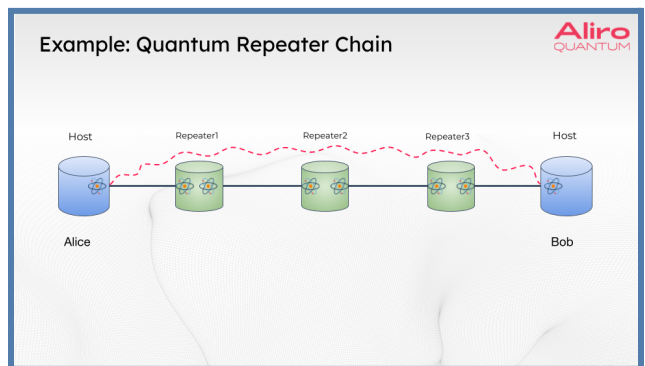 Example: Quantum Repeater Chain
Aliro
QUANTUM
Host
Repeater1
Repeater2
Repeater3
Host
Alice
Bob